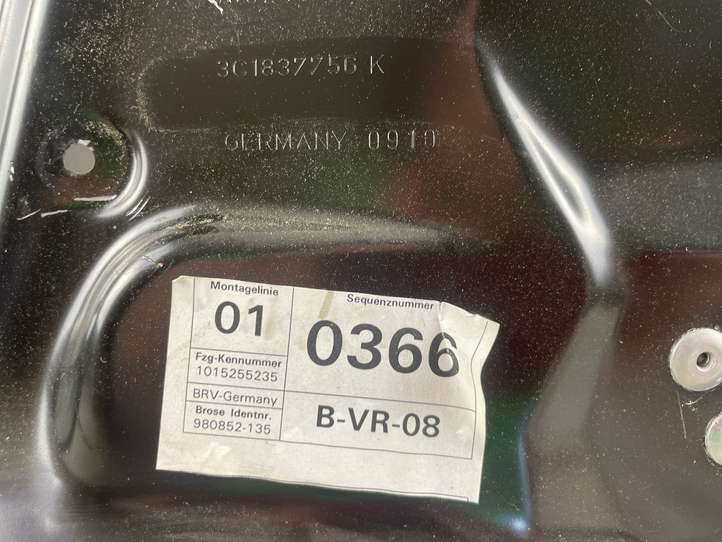 3C1837756 K
GERMANY 0910
Montagelinie
01
Sequenznummer
0366
Fzg-Kennummer
1015255235
BRV-Germany
Brose Identnr.
980852-135
B-VR-08